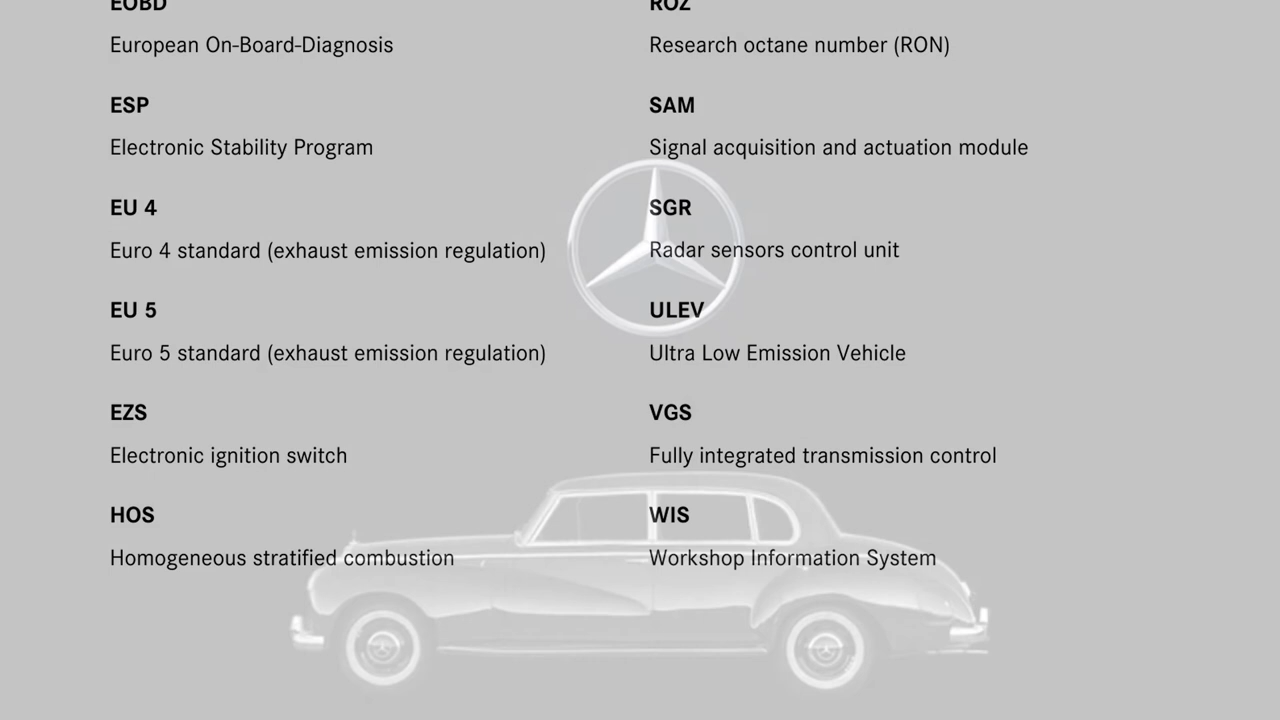 EOBD
European On-Board-Diagnosis
ESP
Electronic Stability Program
EU 4
Euro 4 standard (exhaust emission regulation)
EU 5
Euro 5 standard (exhaust emission regulation)
EZS
Electronic ignition switch
HOS
Homogeneous stratified combustion
ROZ
Research octane number (RON)
SAM
Signal acquisition and actuation module
SGR
Radar sensors control unit
ULEV
Ultra Low Emission Vehicle
VGS
Fully integrated transmission control
WIS
Workshop Information System